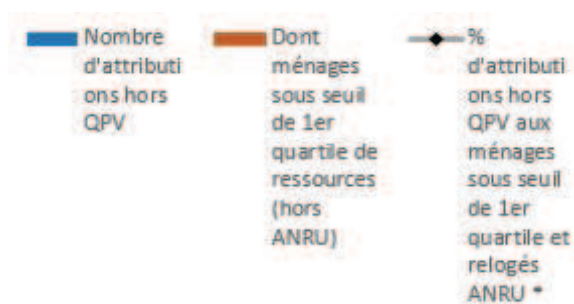 Nombre
d'attributi
ons hors
QPV
Dont
ménages
sous seuil
de 1er
quartile de
ressources
(hors
ANRU)
%
d'attributi
ons hors
QPV aux
ménages
sous seuil
de 1er
quartile et
relogés
ANRU *